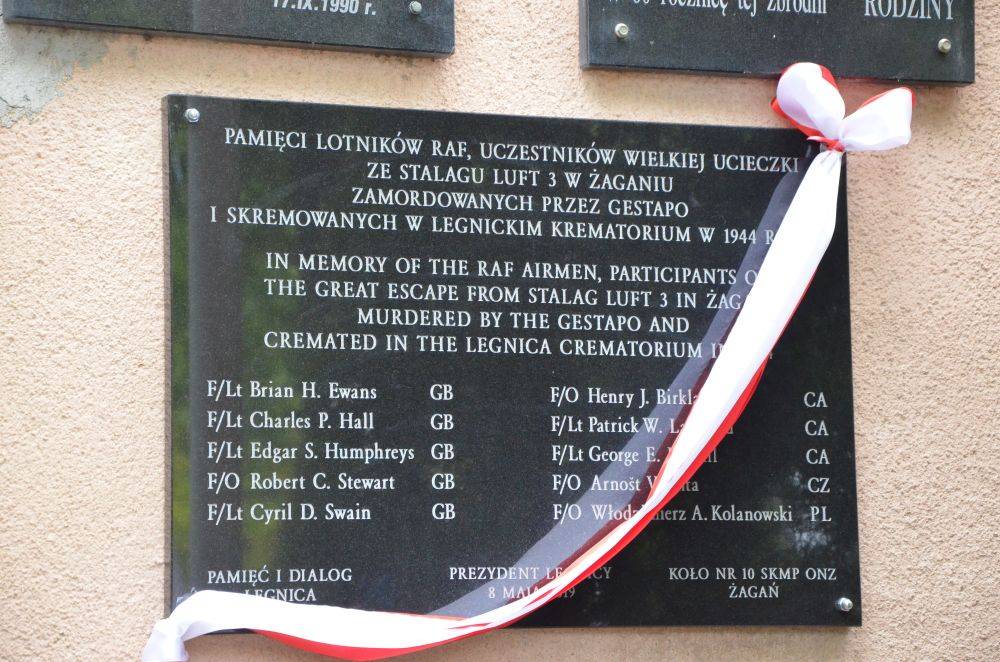 17.IX.1990 r.
rocznicę tej zbrodni RODZINY
PAMIĘCI LOTNIKÓW RAF, UCZESTNIKÓW WIELKIEJ UCIECZKI
ZE STALAGU LUFT 3 W ŻAGANIU
ZAMORDOWANYCH PRZEZ GESTAPO
I SKREMOWANYCH W LEGNICKIM KREMATORIUM W 1944 R
IN MEMORY OF THE RAF AIRMEN, PARTICIPANTS
THE GREAT ESCAPE FROM STALAG LUFT 3 IN
MURDERED BY THE GESTAPO AND
CREMATED IN THE LEGNICA CREMATORIUM
F/Lt Brian H. Ewans GB
F/Lt Charles P. Hall GB
F/Lt Edgar S. Humphreys GB
F/O Robert C. Stewart GB
F/Lt Cyril D. Swain GB
F/O Henry J. CA
F/Lt Patrick W. CA
F/Lt George E. CA
F/O Arnošt CZ
F/O A. Kolanowski PL
PAMIĘĆ I DIALOG
LEGNICA
PREZYDENT LEGNICY
8
KOŁO NR 10 SKMP ONZ
ŻAGAŃ